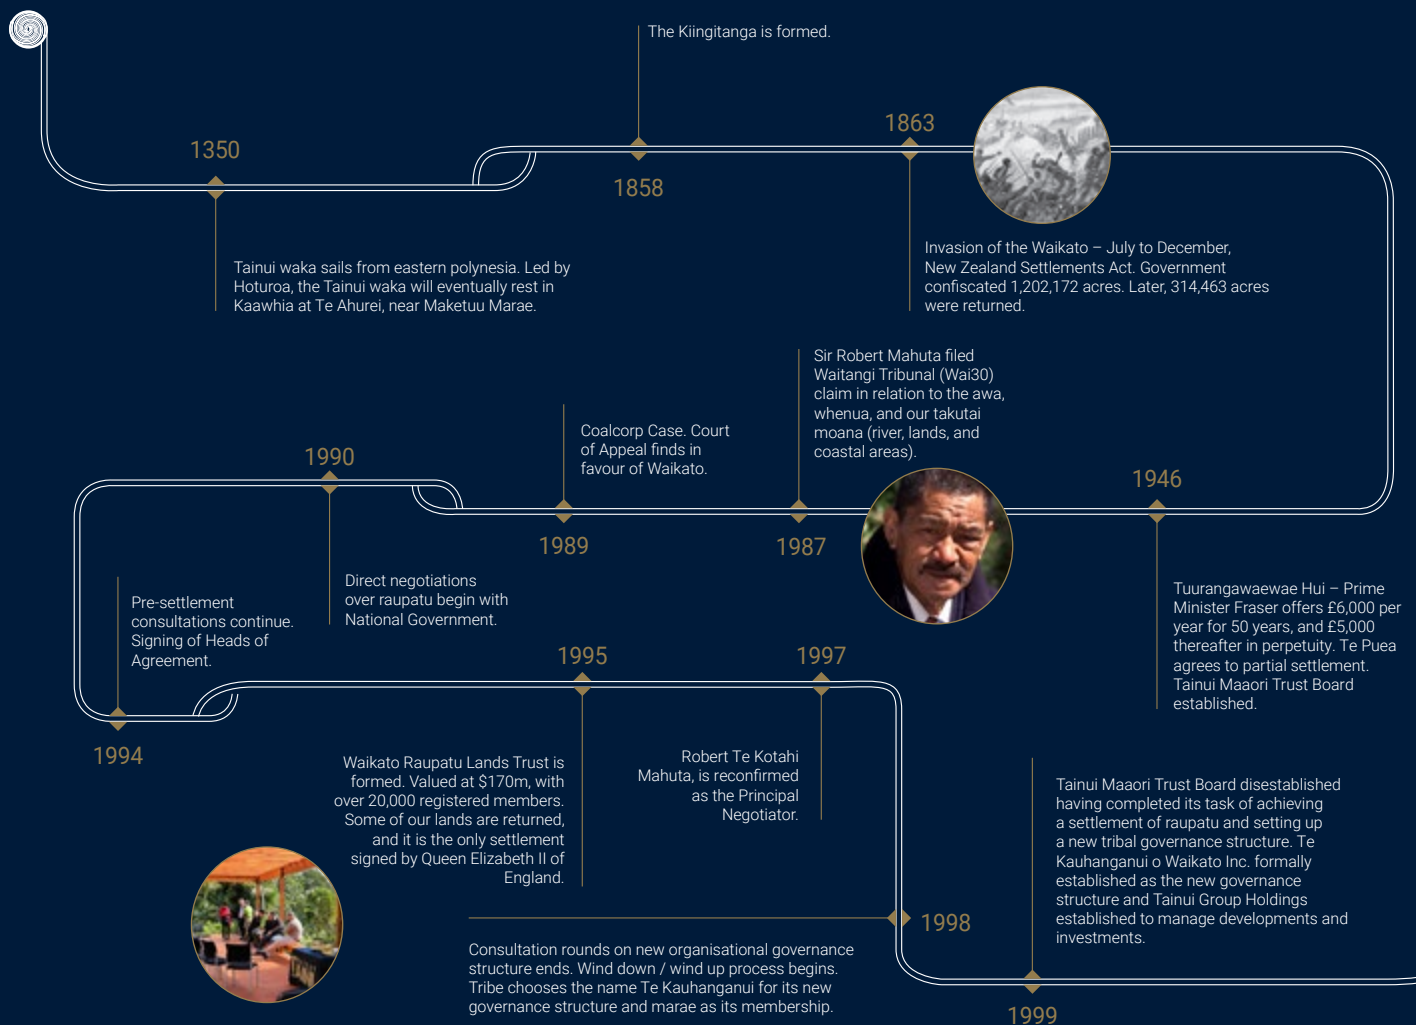 1350
Tainui waka sails from eastern polynesia. Led by
Hoturoa, the Tainui waka will eventually rest in
Kaawhia at Te Ahurei, near Maketuu Marae.
The Kiingitanga is formed.
1858
1863
Invasion of the Waikato – July to December,
New Zealand Settlements Act. Government
confiscated 1,202,172 acres. Later, 314,463 acres
were returned.
1946
Tuurangawaewae Hui – Prime
Minister Fraser offers £6,000 per
year for 50 years, and £5,000
thereafter in perpetuity. Te Puea
agrees to partial settlement.
Tainui Maaori Trust Board
established.
Sir Robert Mahuta filed
Waitangi Tribunal (Wai30)
claim in relation to the awa,
whenua, and our takutai
moana (river, lands, and
coastal areas).
1987
Coalcorp Case. Court
of Appeal finds in
favour of Waikato.
1989
1990
Direct negotiations
over raupatu begin with
National Government.
Pre-settlement
consultations continue.
Signing of Heads of
Agreement.
1994
1995
Waikato Raupatu Lands Trust is
formed. Valued at $170m, with
over 20,000 registered members.
Some of our lands are returned,
and it is the only settlement
signed by Queen Elizabeth II of
England.
1997
Robert Te Kotahi
Mahuta, is reconfirmed
as the Principal
Negotiator.
1998
Consultation rounds on new organisational governance
structure ends. Wind down / wind up process begins.
Tribe chooses the name Te Kauhanganui for its new
governance structure and marae as its membership.
Tainui Maaori Trust Board disestablished
having completed its task of achieving
a settlement of raupatu and setting up
a new tribal governance structure. Te
Kauhanganui o Waikato Inc. formally
established as the new governance
structure and Tainui Group Holdings
established to manage developments and
investments.
1999